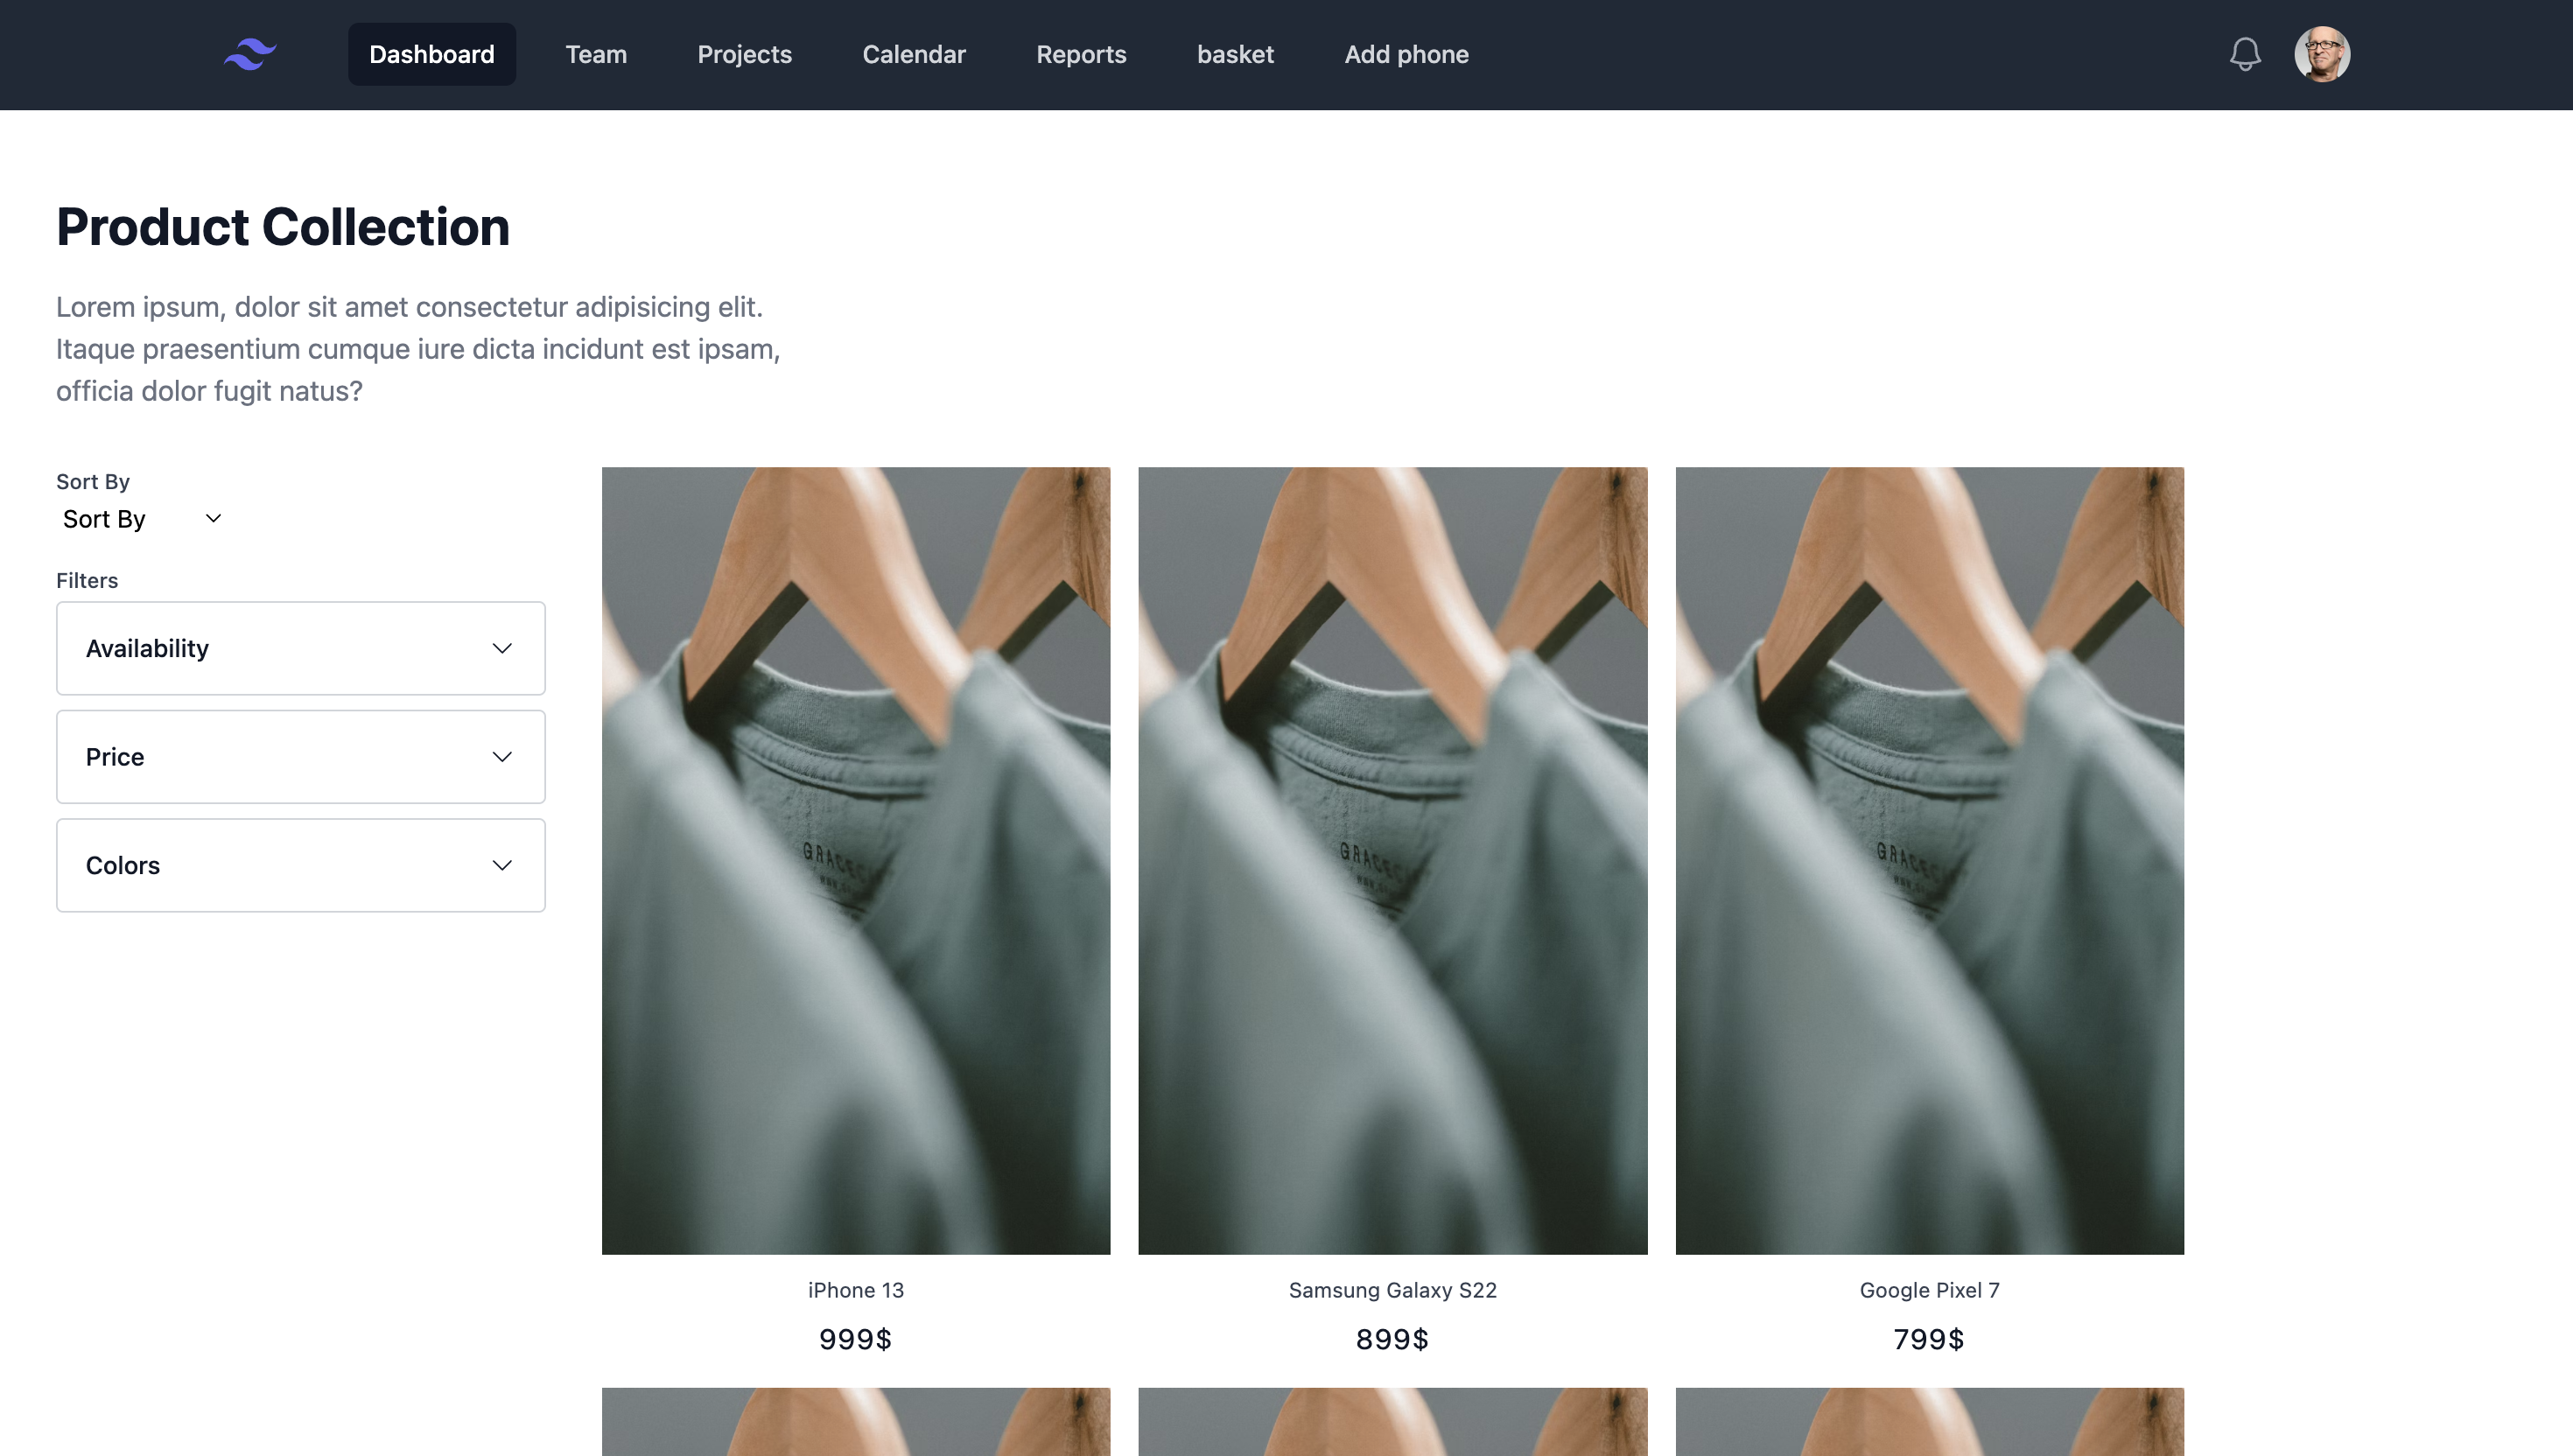 Dashboard Team Projects Calendar Reports basket Add phone
Product Collection
Lorem ipsum, dolor sit amet consectetur adipisicing elit.
Itaque praesentium cumque iure dicta incidunt est ipsam,
officia dolor fugit natus?
Sort By
Sort By
Filters
Availability
Price
Colors
iPhone 13
999$
Samsung Galaxy S22
899$
Google Pixel 7
799$